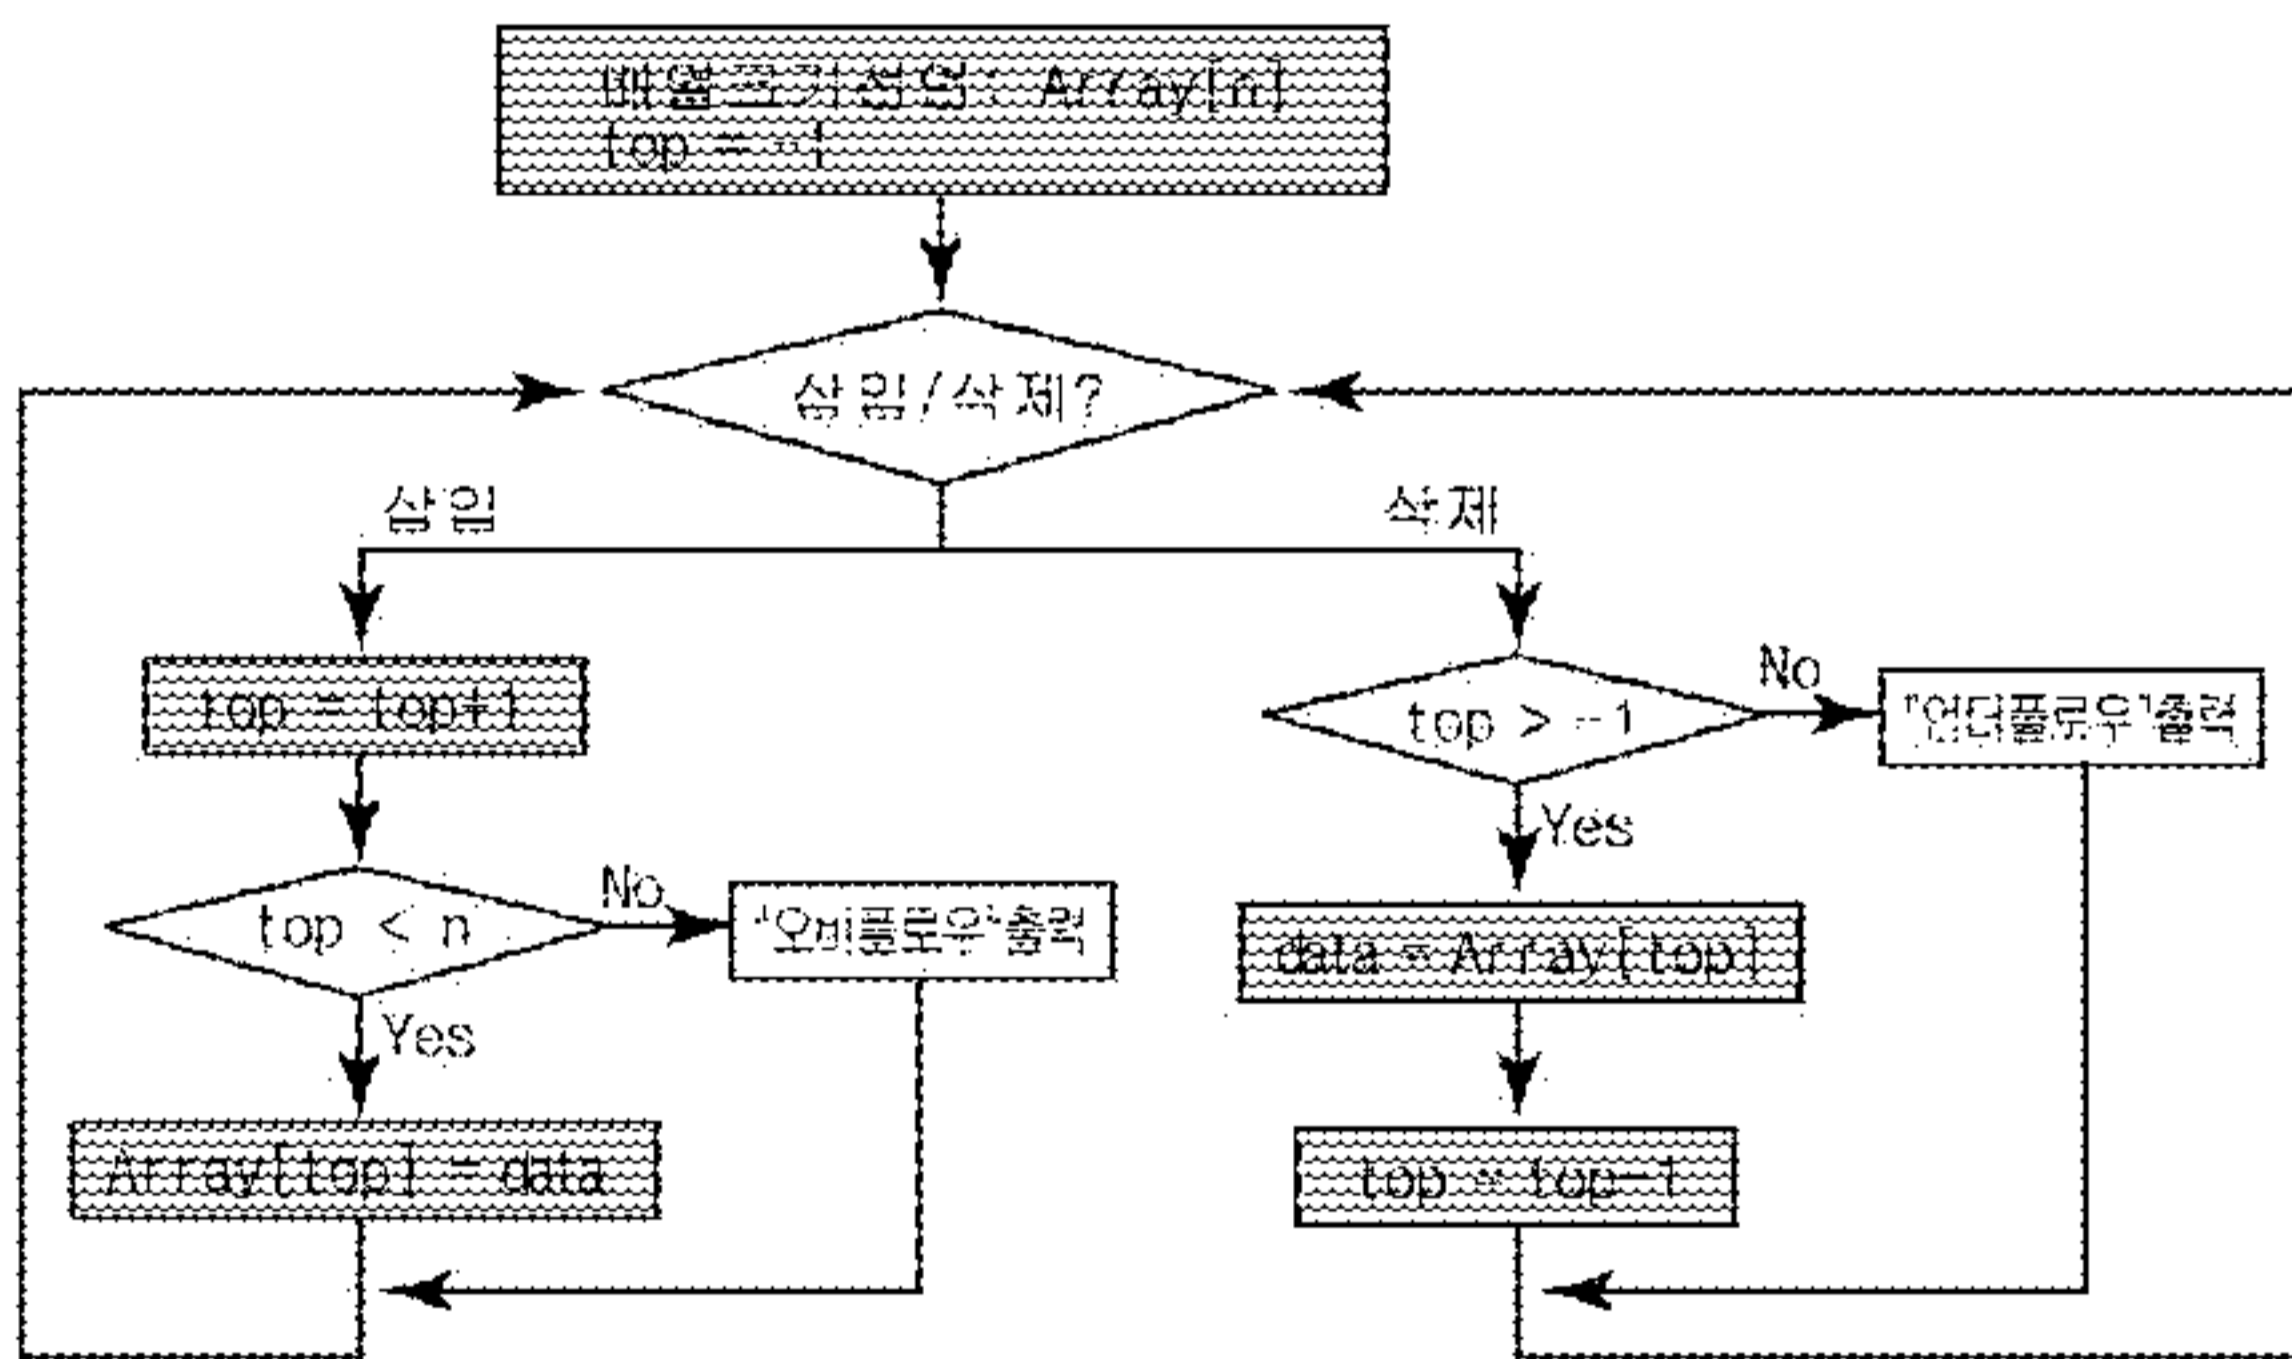 배열크기설정: Array[n]
top = -1
삽입/삭제?
삽입
삭제
top = top+1
top > -1
No
'언더플로우'출력
Yes
top < n
No
'오버플로우'출력
data = Array[top]
Yes
Array[top] = data
top = top-1